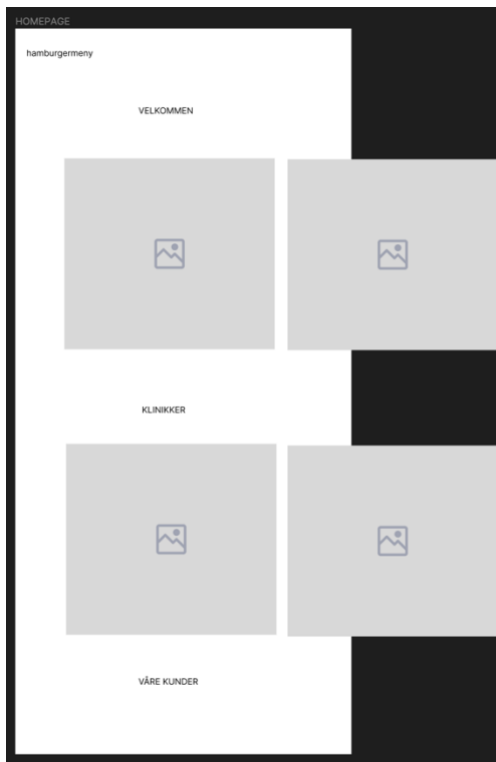 HOMEPAGE
hamburgermeny
VELKOMMEN
KLINIKKER
VÅRE KUNDER